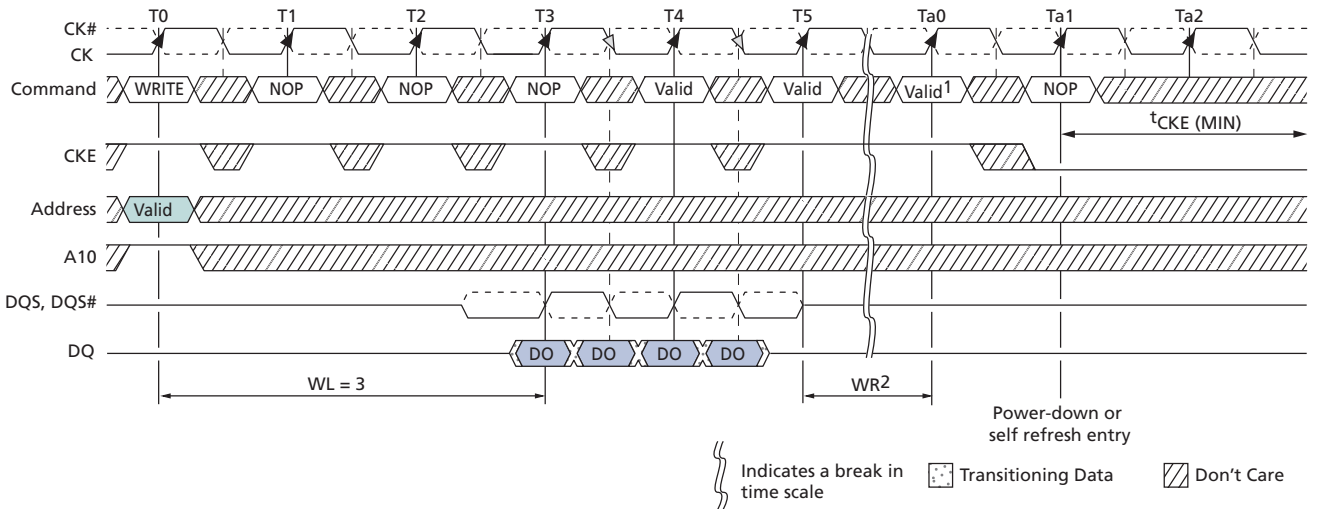 T0 T1 T2 T3 T4 T5 Ta0 Ta1 Ta2
CK#
CK
Command WRITE NOP NOP NOP Valid Valid Valid1 NOP
tCKE (MIN)
CKE
Address Valid
A10
DQS, DQS#
DQ DO DO DO DO
WL = 3 WR2
Power-down or
self refresh entry
Indicates a break in
time scale
Transitioning Data
Don't Care